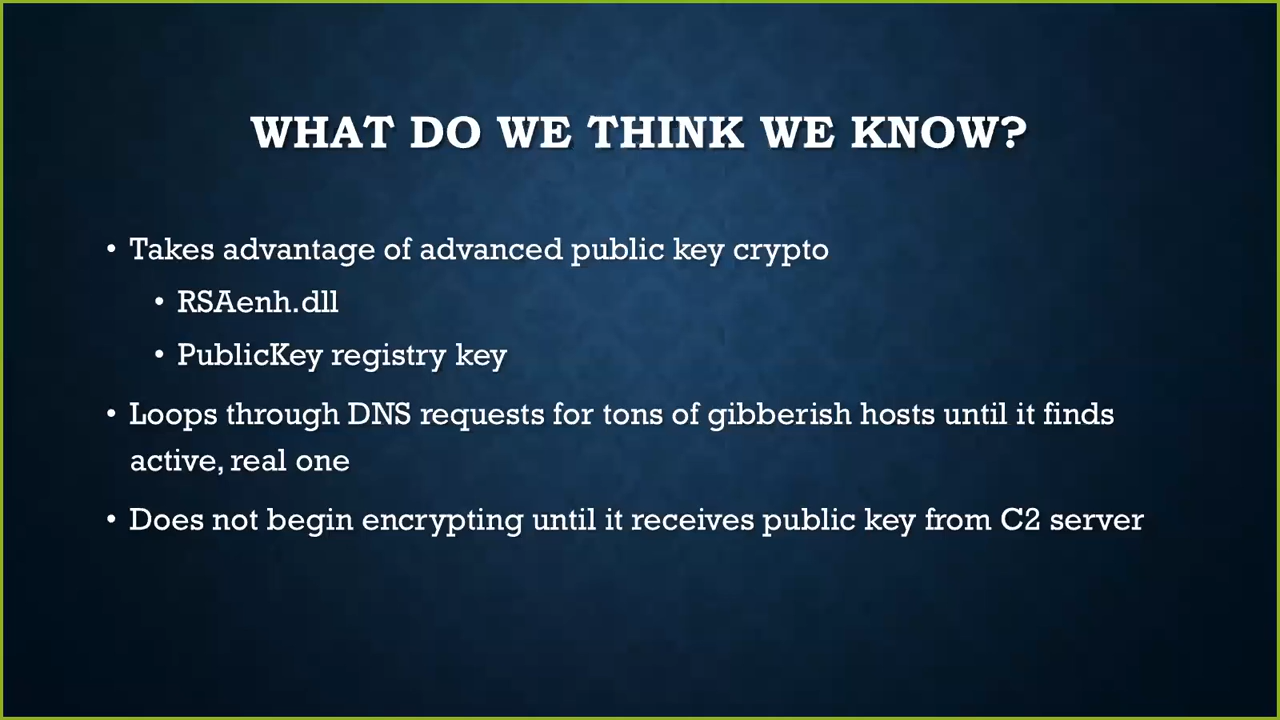 WHAT DO WE THINK WE KNOW?
• Takes advantage of advanced public key crypto
• RSAenh.dll
• PublicKey registry key
• Loops through DNS requests for tons of gibberish hosts until it finds
active, real one
• Does not begin encrypting until it receives public key from C2 server